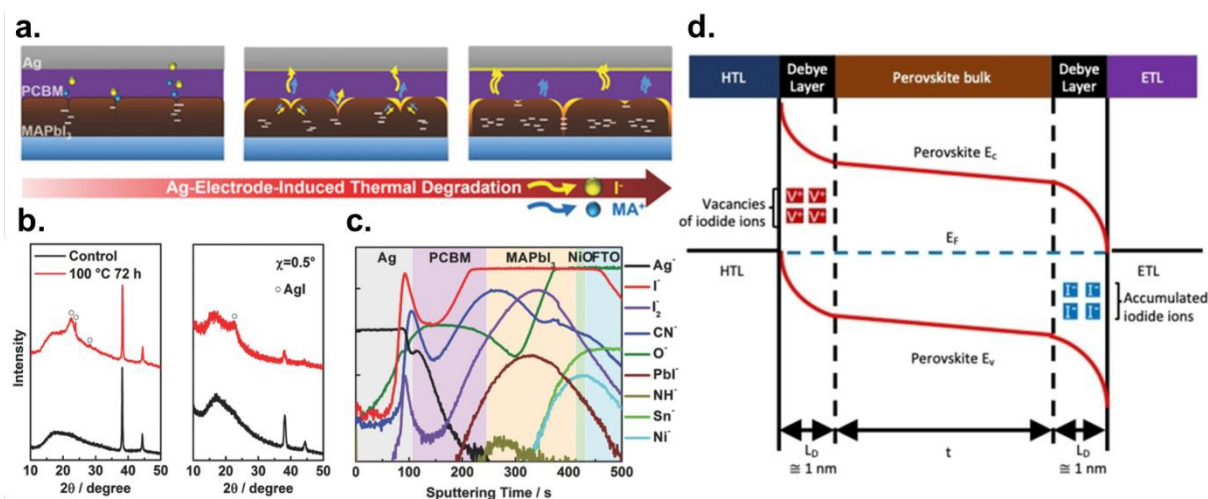 a.
Ag
PCBM
MAPbI3
Ag-Electrode-Induced Thermal Degradation
I-
MA+
b.
Control
100 °C 72 h
AgI
χ=0.5°
AgI
Intensity
10 20 30 40 50
10 20 30 40 50
2θ / degree
2θ / degree
c.
Ag PCBM MAPbI3 NiO FTO
Ag-
I-
I2-
CN-
O-
PbI-
NH-
Sn-
Ni-
0 100 200 300 400 500
Sputtering Time / s
d.
HTL
Debye
Layer
Perovskite bulk
Debye
Layer
ETL
Perovskite Ec
V+ V+
V+ V+
Vacancies
of iodide ions
EF
HTL
ETL
I- I-
I- I-
Accumulated
iodide ions
Perovskite Ev
LD
≅ 1 nm
t
LD
≅ 1 nm